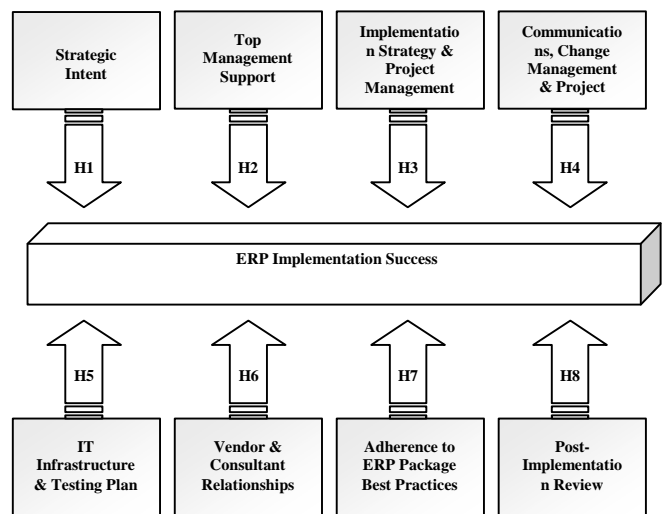 Strategic
Intent
Top
Management
Support
Implementatio
n Strategy &
Project
Management
Communicatio
ns, Change
Management
& Project
H1
H2
H3
H4
ERP Implementation Success
H5
H6
H7
H8
IT
Infrastructure
& Testing Plan
Vendor &
Consultant
Relationships
Adherence to
ERP Package
Best Practices
Post-
Implementatio
n Review